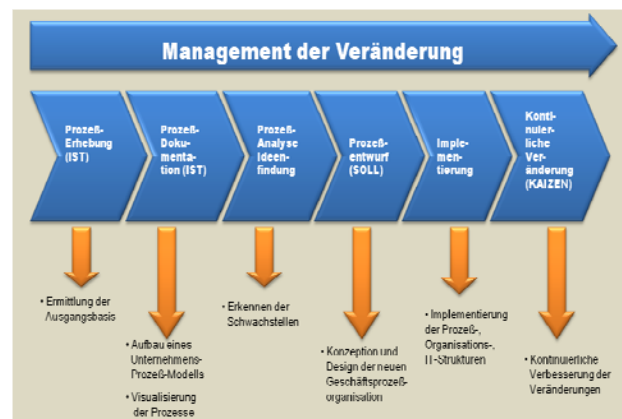 Management der Veränderung
Prozeß-
Erhebung
(IST)
Prozeß-
Doku-
menta-
tion (IST)
Prozeß-
Analyse
Ideen-
findung
Prozeß-
entwurf
(SOLL)
Imple-
men-
tierung
Konti-
nuier-
liche
Ver-
änderung
(KAIZEN)
• Ermittlung der
Ausgangsbasis
• Aufbau eines
Unternehmens-
Prozeß-Modells
• Visualisierung
der Prozesse
• Erkennen der
Schwachstellen
• Konzeption und
Design der neuen
Geschäftsprozeß-
organisation
• Implementierung
der Prozeß-,
Organisations-,
IT-Strukturen
• Kontinuierliche
Verbesserung der
Veränderungen